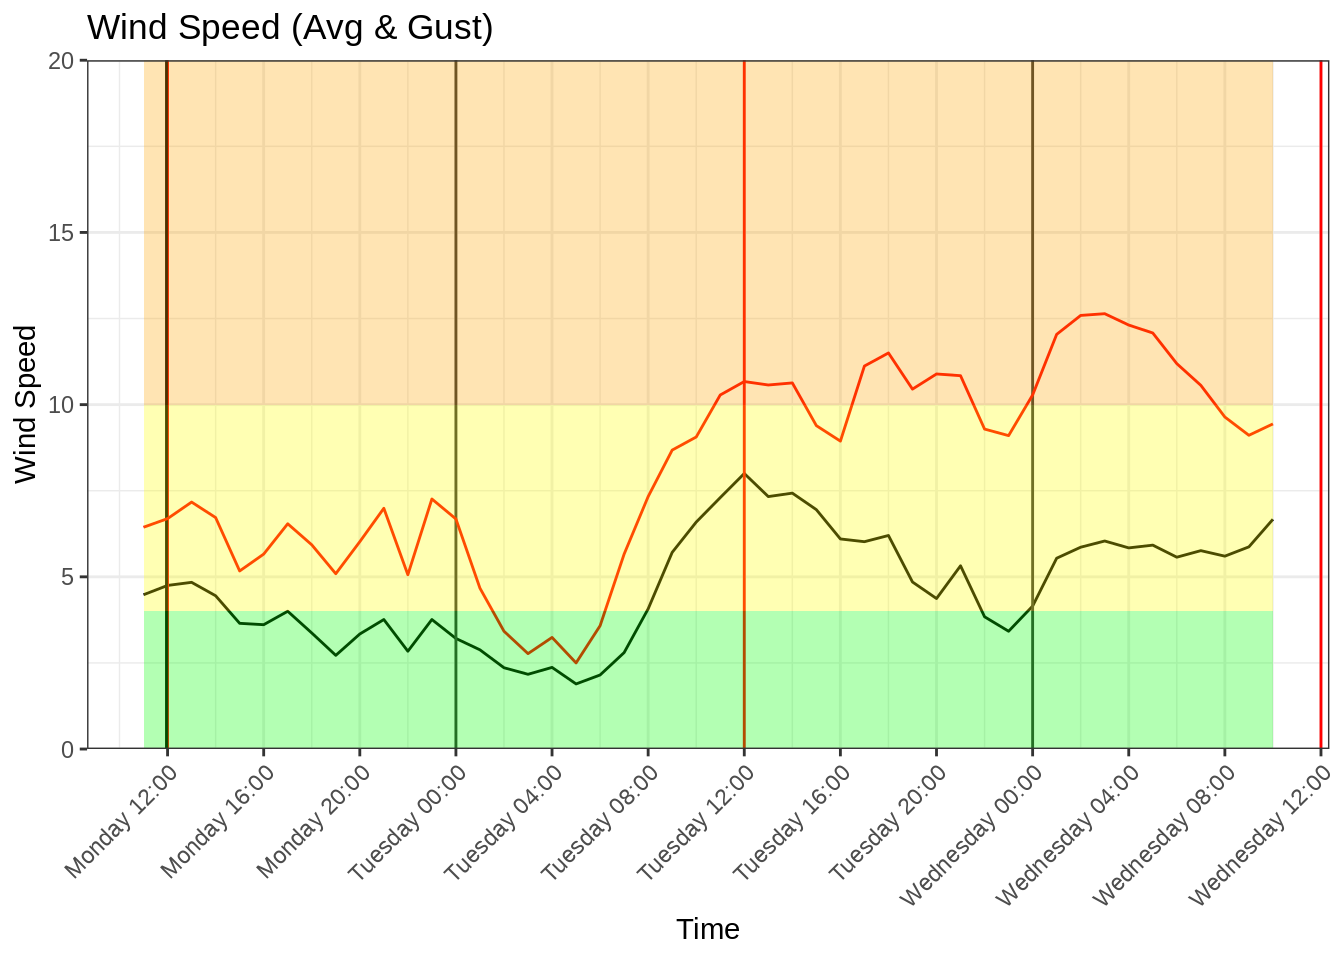 Wind Speed (Avg & Gust)
20
15
10
5
0
Wind Speed
Monday 12:00
Monday 16:00
Monday 20:00
Tuesday 00:00
Tuesday 04:00
Tuesday 08:00
Tuesday 12:00
Tuesday 16:00
Tuesday 20:00
Wednesday 00:00
Wednesday 04:00
Wednesday 08:00
Wednesday 12:00
Time